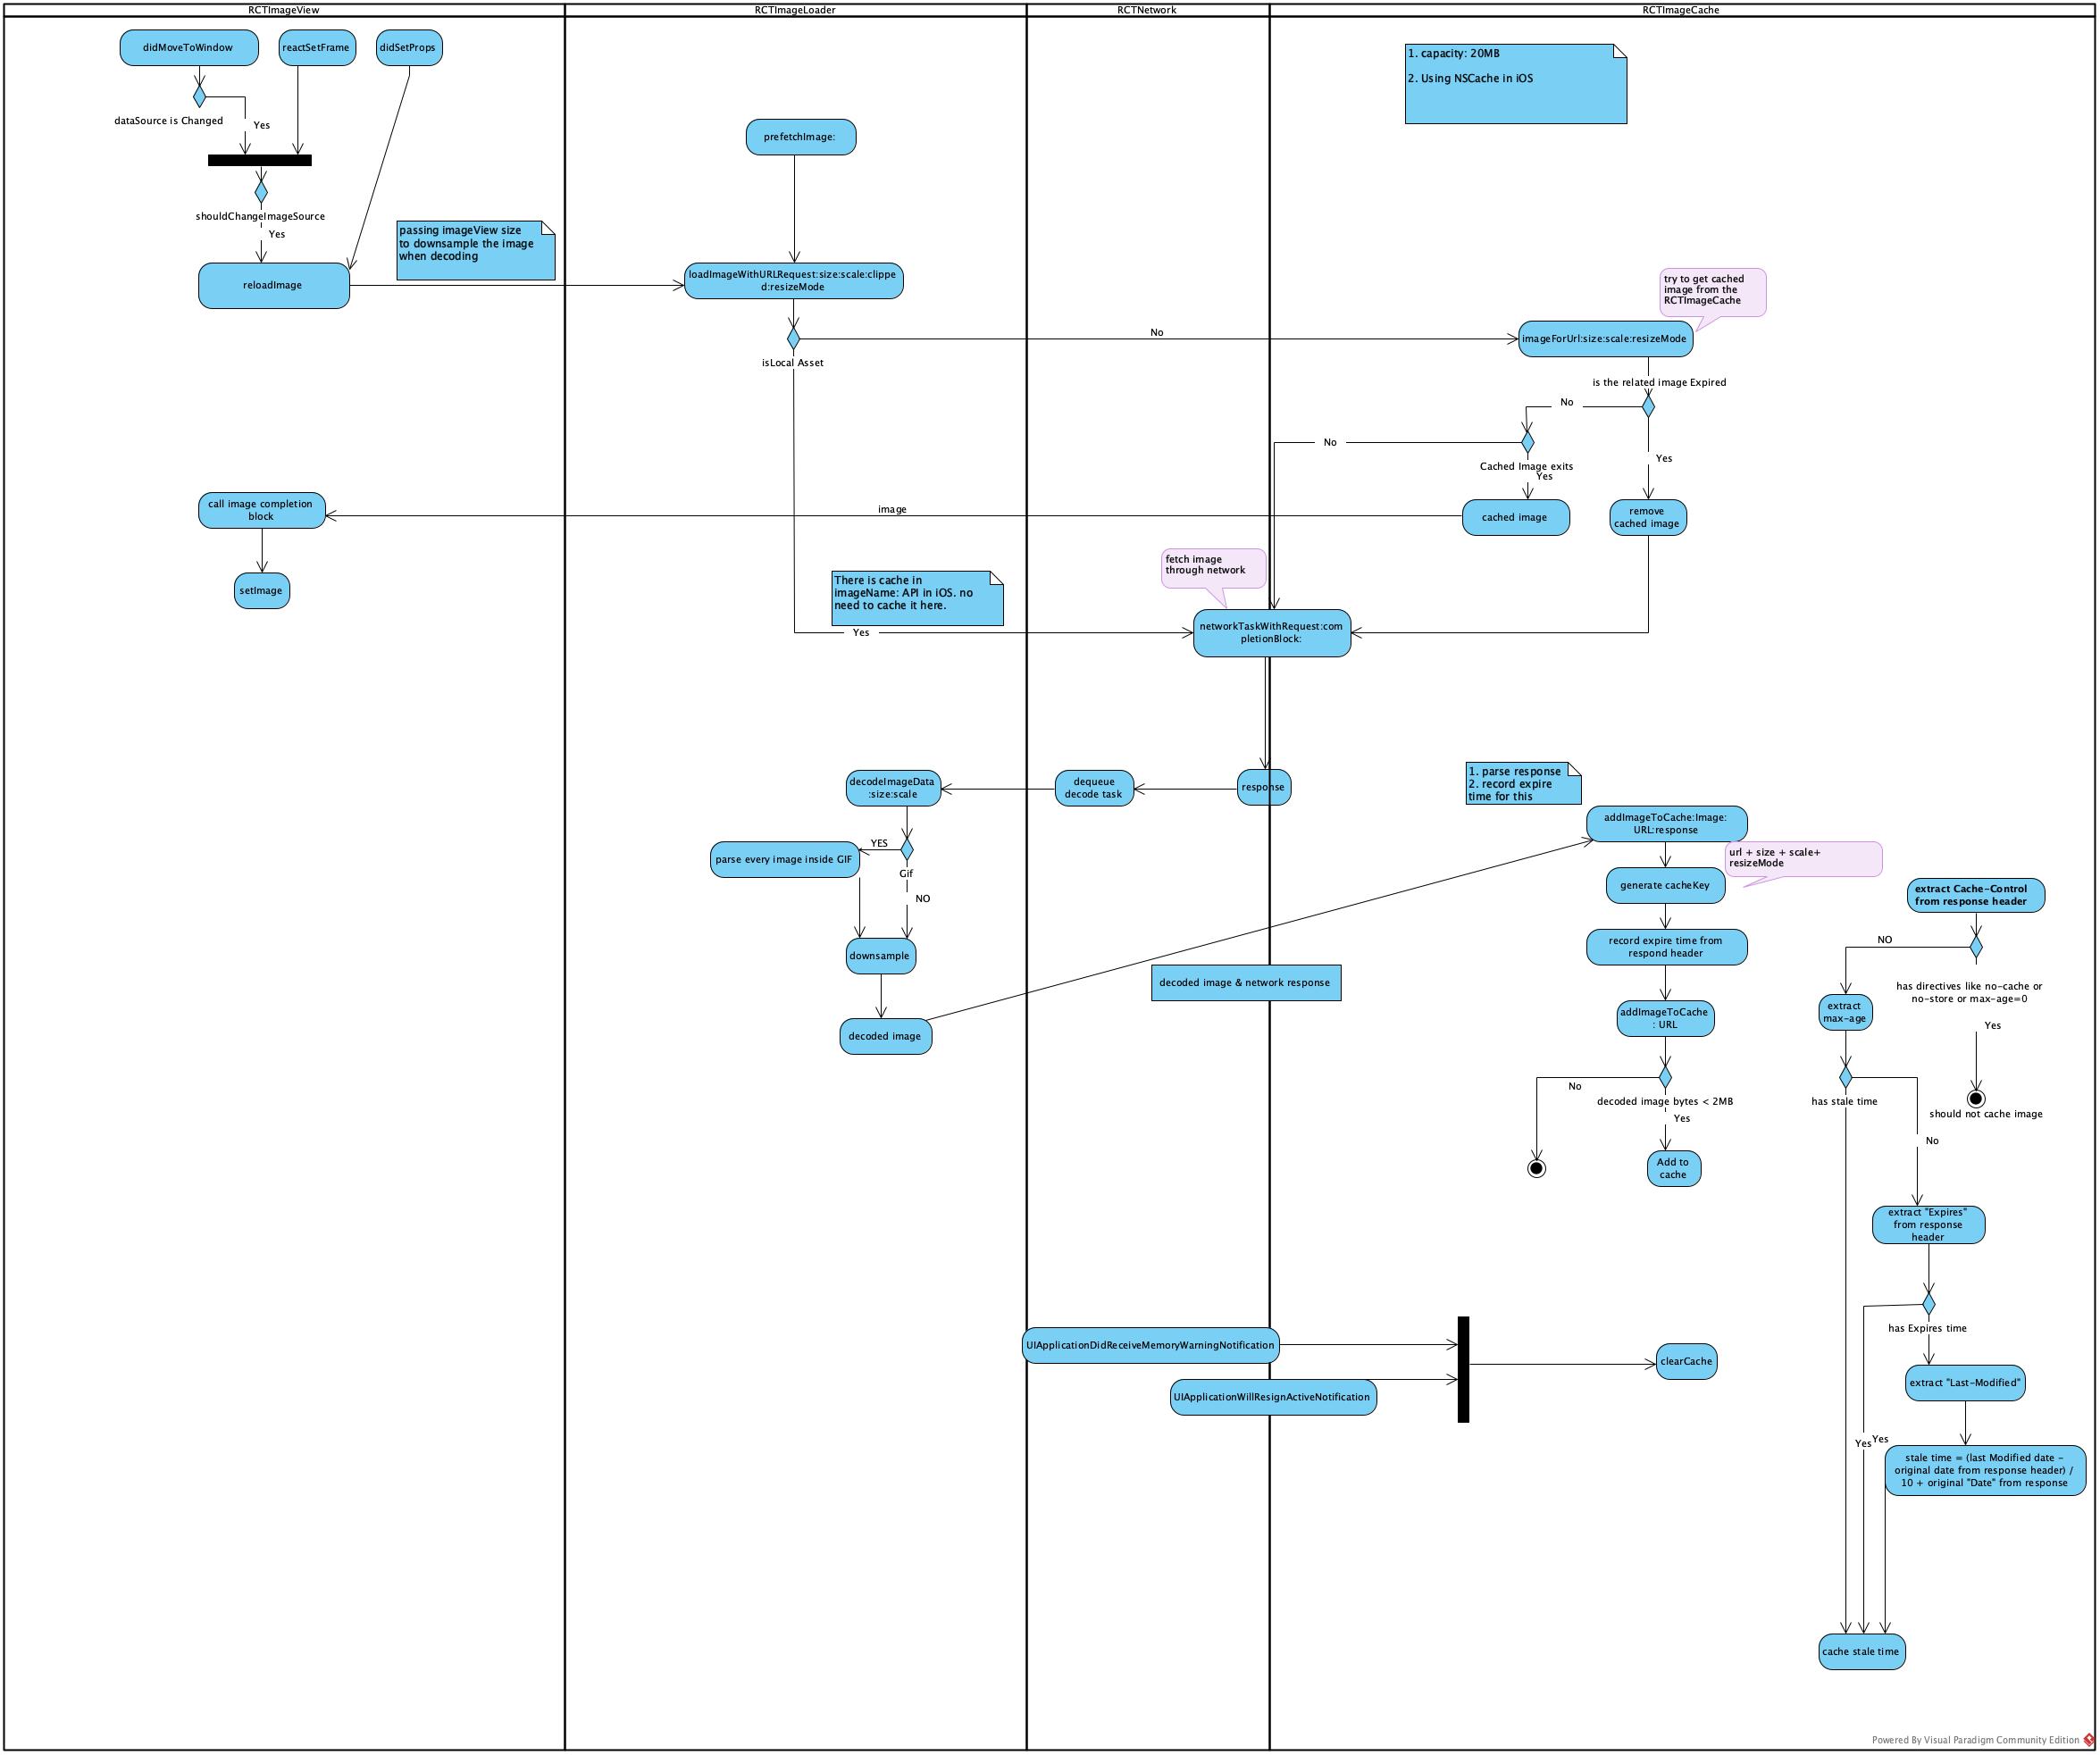 RCTImageView
RCTImageLoader
RCTNetwork
RCTImageCache
didMoveToWindow
reactSetFrame
didSetProps
dataSource is Changed
Yes
shouldChangeImageSource
Yes
reloadImage
passing imageView size
to downsample the image
when decoding
prefetchImage:
loadImageWithURLRequest:size:scale:clippe
d:resizeMode
isLocal Asset
No
1. capacity: 20MB
2. Using NSCache in iOS
try to get cached
image from the
RCTImageCache
imageForUrl:size:scale:resizeMode
is the related image Expired
No
No
Cached Image exits
Yes
Yes
cached image
remove
cached image
image
call image completion
block
setImage
There is cache in
imageName: API in iOS. no
need to cache it here.
Yes
fetch image
through network
networkTaskWithRequest:com
pletionBlock:
response
dequeue
decode task
decodeImageData
:size:scale
YES
Gif
NO
parse every image inside GIF
downsample
decoded image
decoded image & network response
1. parse response
2. record expire
time for this
addImageToCache:Image:
URL:response
url + size + scale+
resizeMode
generate cacheKey
record expire time from
respond header
addImageToCache
: URL
No
decoded image bytes < 2MB
Yes
Add to
cache
extract Cache-Control
from response header
NO
has directives like no-cache or
no-store or max-age=0
Yes
should not cache image
extract
max-age
has stale time
No
extract "Expires"
from response
header
has Expires time
extract "Last-Modified"
Yes
Yes
stale time = (last Modified date -
original date from response header) /
10 + original "Date" from response
cache stale time
UIApplicationDidReceiveMemoryWarningNotification
UIApplicationWillResignActiveNotification
clearCache
Powered By Visual Paradigm Community Edition